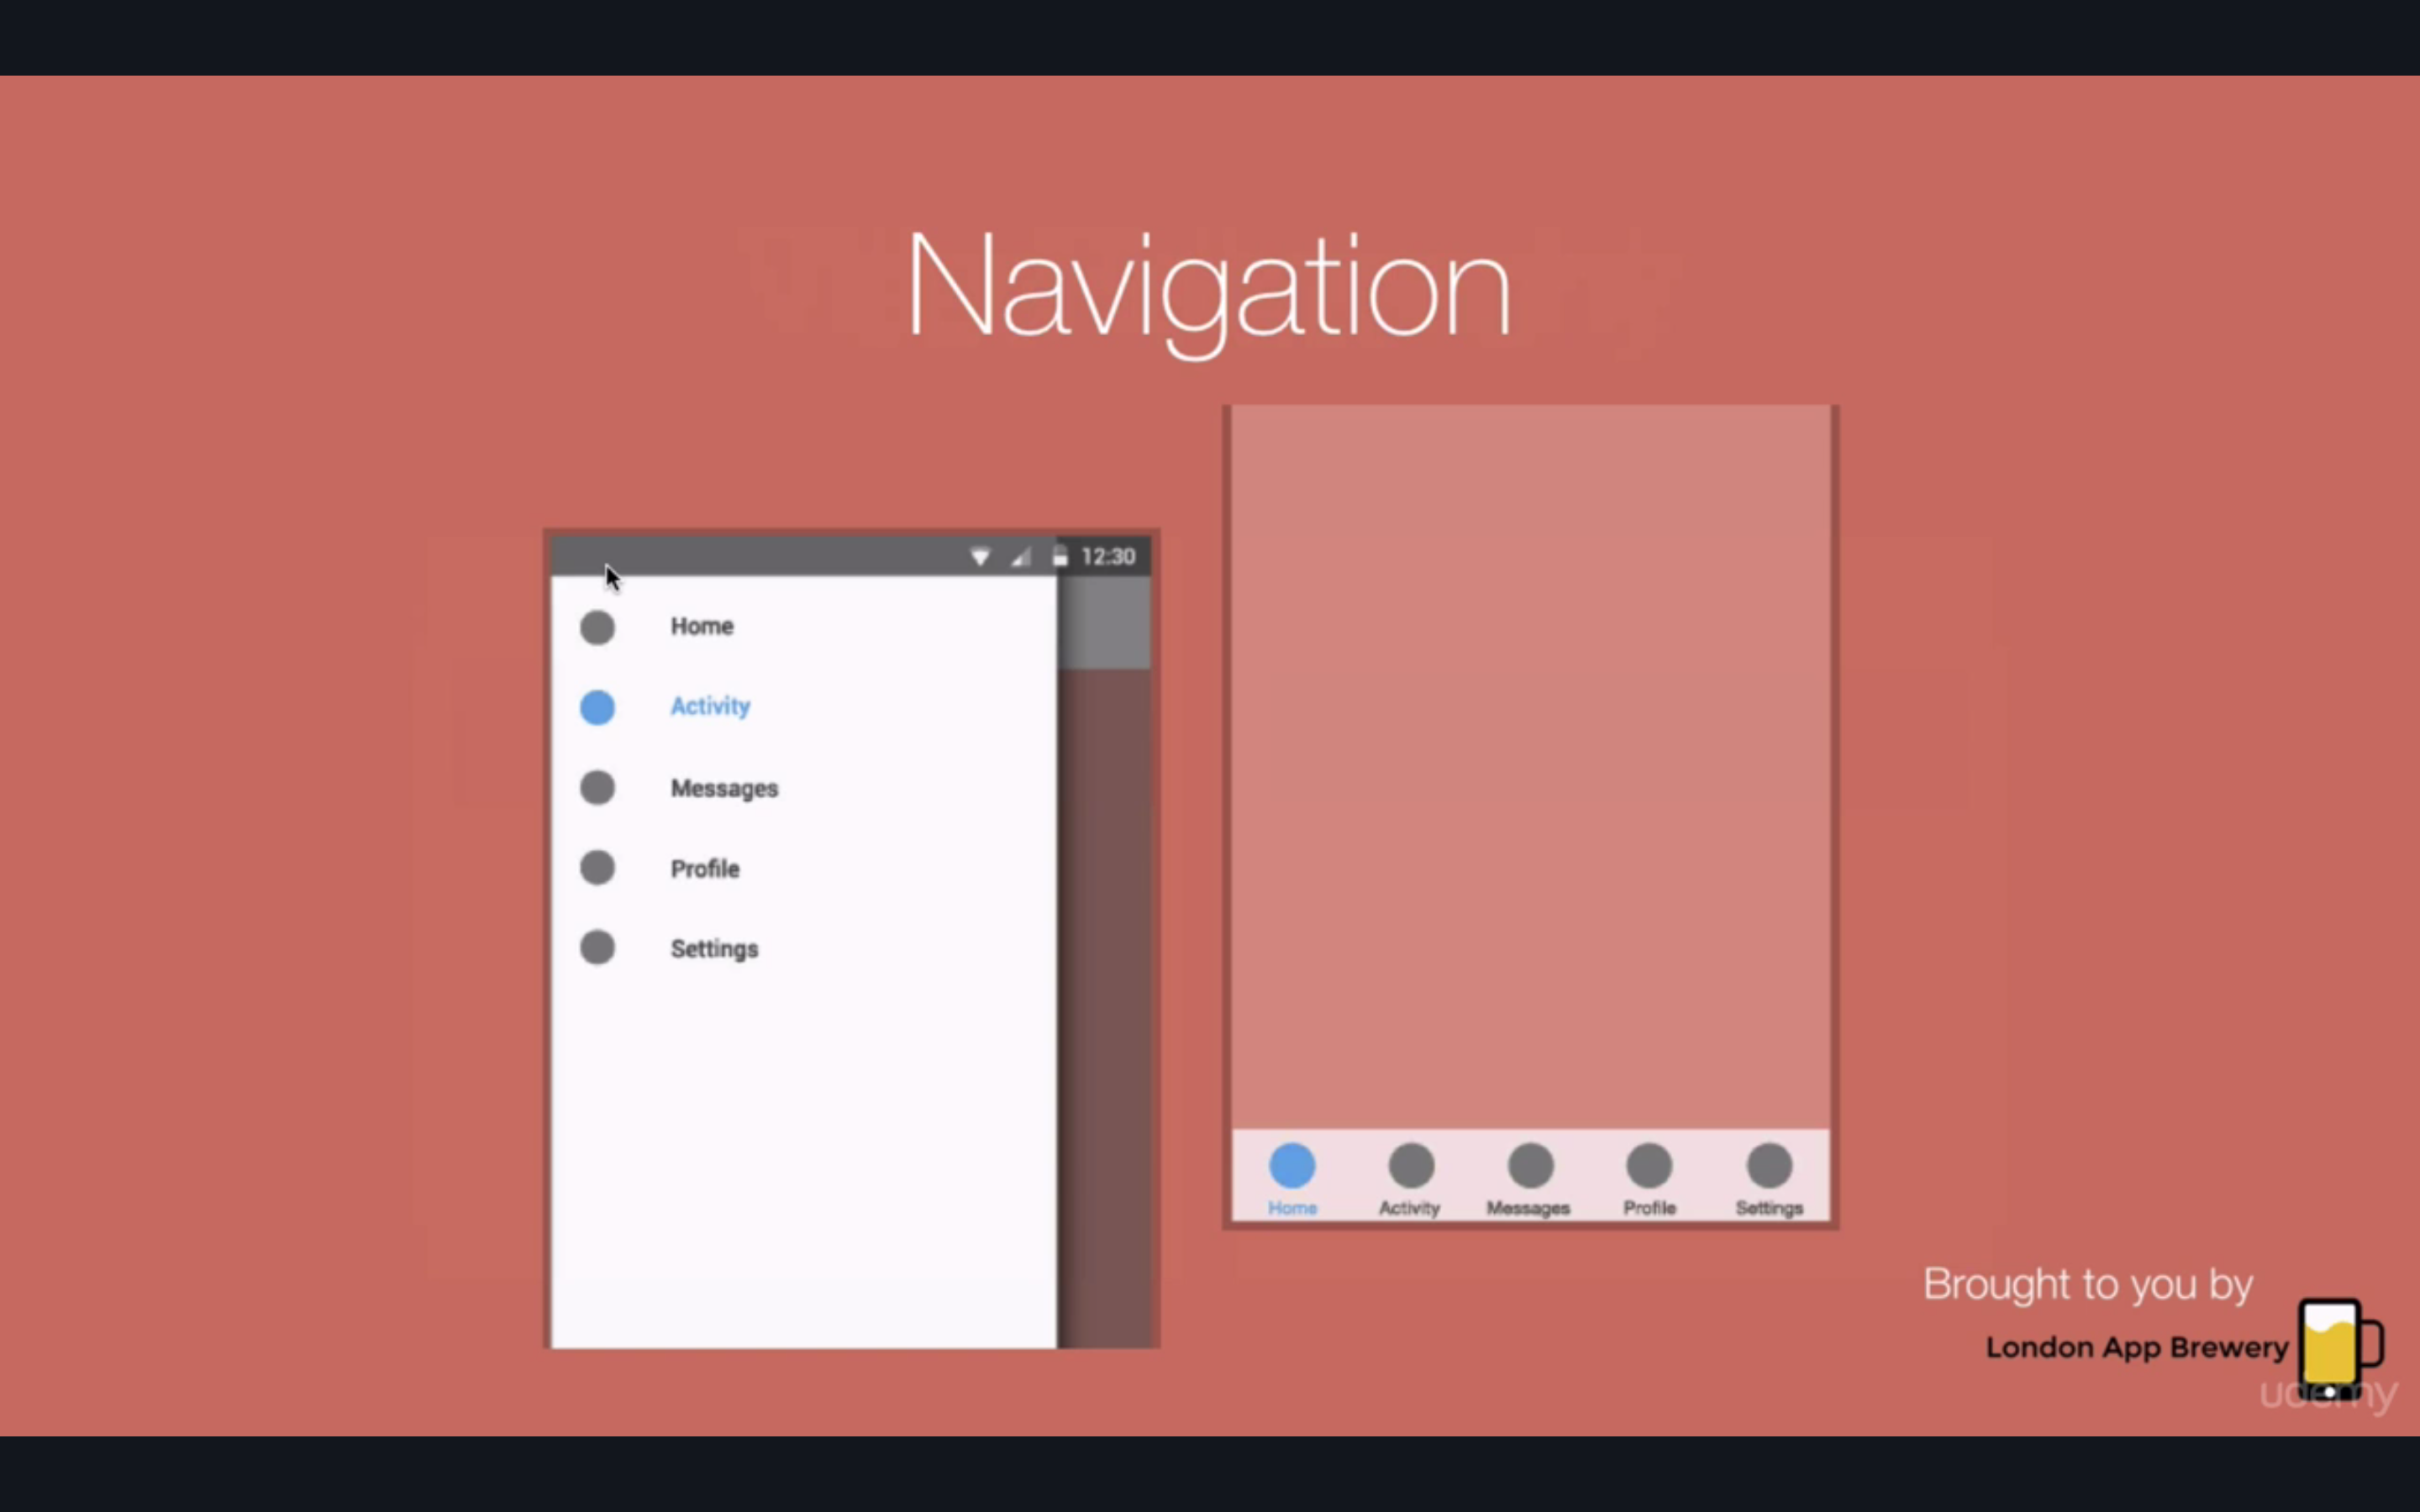 Navigation
12:30
Home
Activity
Messages
Profile
Settings
Home Activity Messages Profile Settings
Brought to you by
London App Brewery
udemy